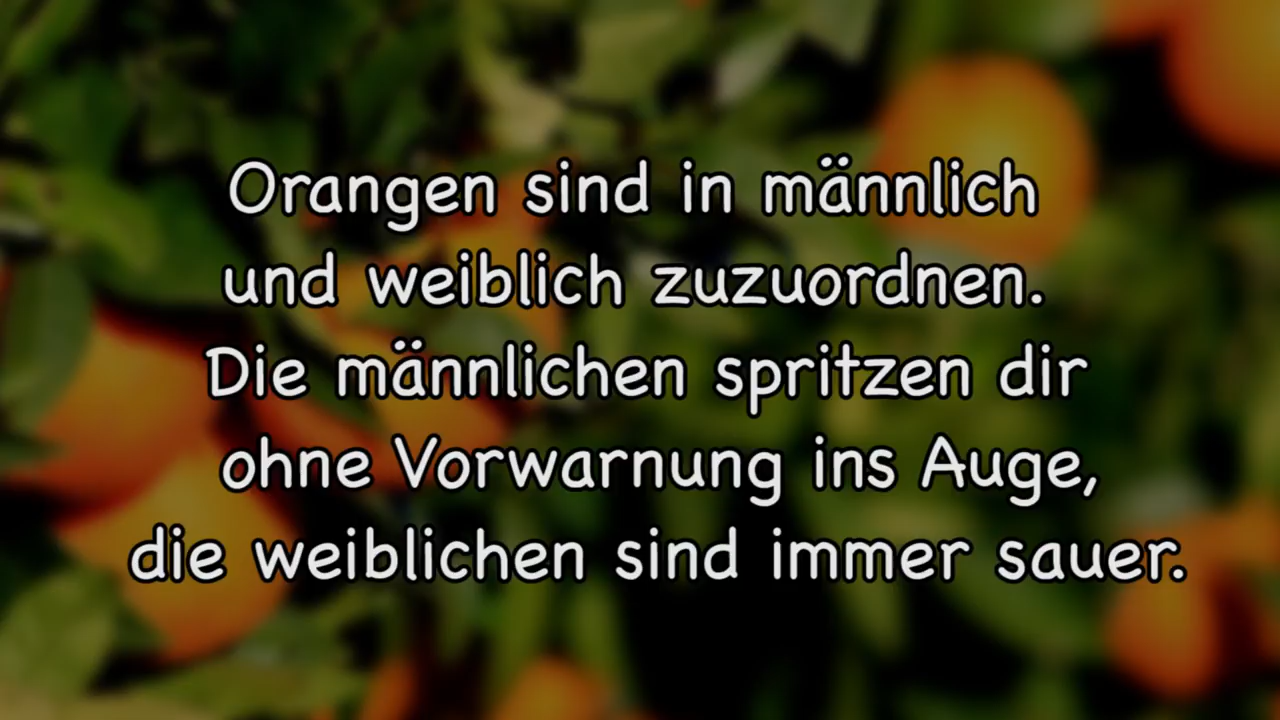 Orangen sind in männlich
und weiblich zuzuordnen.
Die männlichen spritzen dir
ohne Vorwarnung ins Auge,
die weiblichen sind immer sauer.